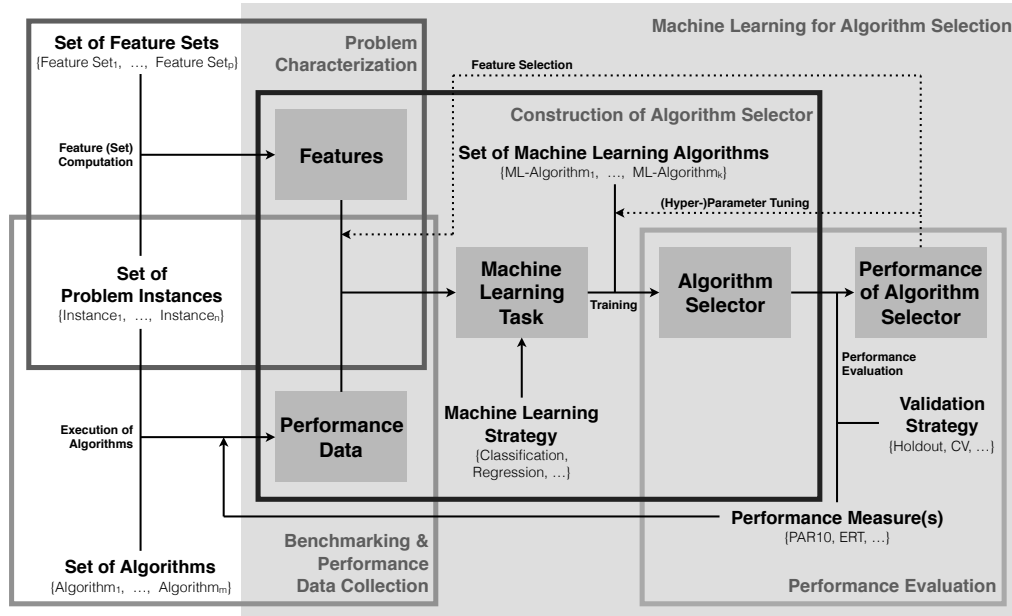 Machine Learning for Algorithm Selection
Problem
Characterization
Set of Feature Sets
{Feature Set₁, …, Feature Setₚ}
Feature Selection
Construction of Algorithm Selector
Feature (Set)
Computation
Features
Set of Machine Learning Algorithms
{ML-Algorithm₁, …, ML-Algorithmₖ}
(Hyper-)Parameter Tuning
Set of
Problem Instances
{Instance₁, …, Instanceₙ}
Machine
Learning
Task
Training
Algorithm
Selector
Performance
of Algorithm
Selector
Performance
Evaluation
Execution of
Algorithms
Performance
Data
Machine Learning
Strategy
{Classification,
Regression, …}
Validation
Strategy
{Holdout, CV, …}
Performance Measure(s)
{PAR10, ERT, …}
Set of Algorithms
{Algorithm₁, …, Algorithmₘ}
Benchmarking &
Performance
Data Collection
Performance Evaluation